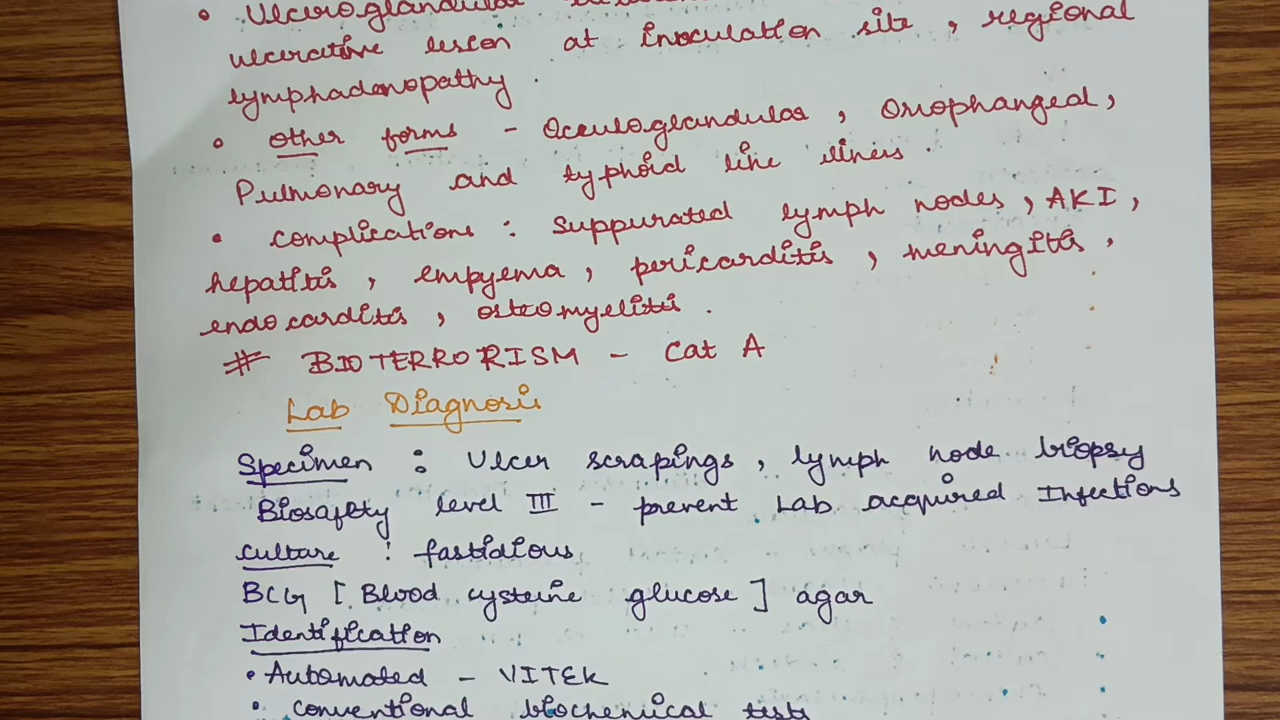 • Ulceroglandular
ulcerative lesion at inoculation site , regional
lymphadenopathy .
• Other forms - Oculoglandular , Oropharyngeal ,
Pulmonary and typhoid like illness .
• complications : Suppurated lymph nodes , AKI ,
hepatitis , empyema , pericarditis , meningitis ,
endocarditis , osteomyelitis .
# BIOTERRORISM - Cat A
Lab Diagnosis
Specimen : Ulcer scrapings , lymph node biopsy
Biosafety level III - prevent Lab acquired Infections
Culture : fastidious
BCG [ Blood cysteine glucose ] agar
Identification
• Automated - VITEK
• conventional biochemical tests